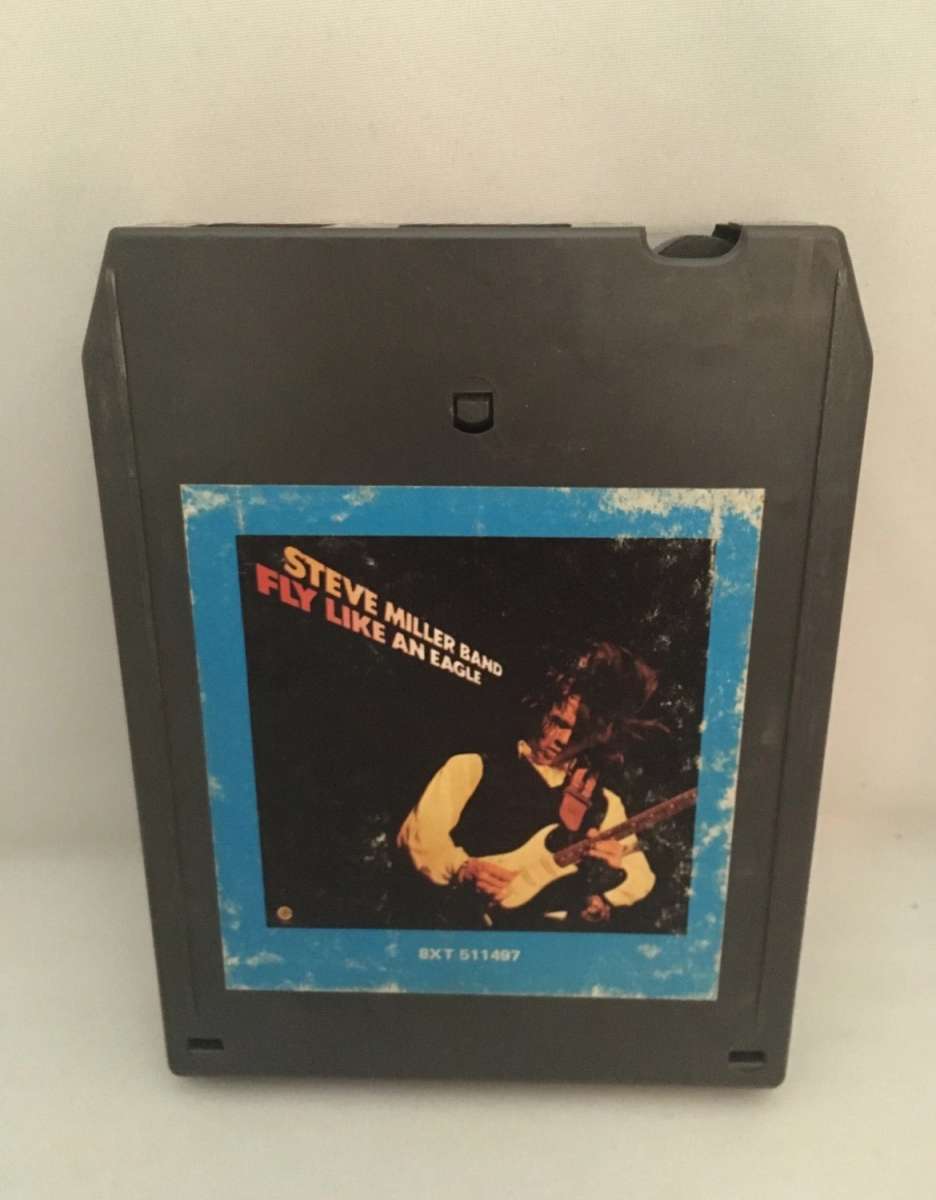 STEVE MILLER BAND
FLY LIKE AN EAGLE
8XT 511497